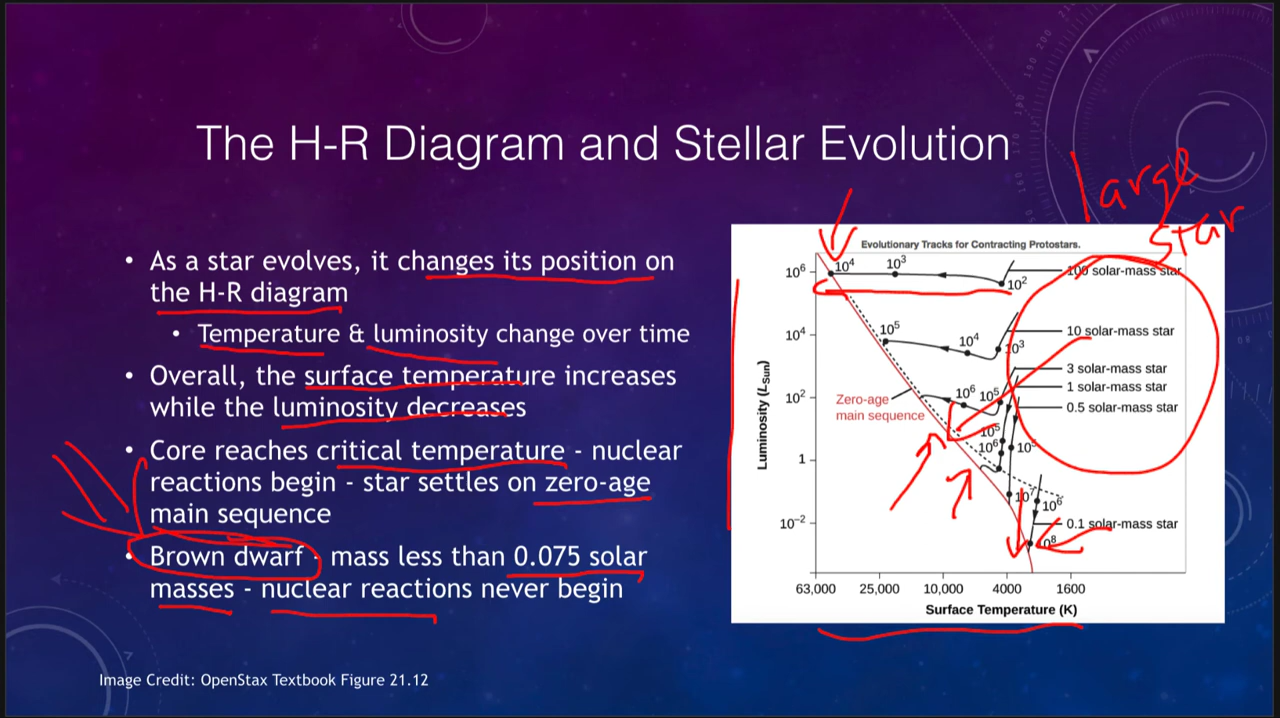 The H-R Diagram and Stellar Evolution
large
star
• As a star evolves, it changes its position on
the H-R diagram
• Temperature & luminosity change over time
• Overall, the surface temperature increases
while the luminosity decreases
• Core reaches critical temperature - nuclear
reactions begin - star settles on zero-age
main sequence
• Brown dwarf - mass less than 0.075 solar
masses - nuclear reactions never begin
Image Credit: OpenStax Textbook Figure 21.12
Evolutionary Tracks for Contracting Protostars.
Luminosity (L_Sun)
10⁶
10⁴
10²
1
10⁻²
10⁴ 10³ 10²
100 solar-mass star
10⁵ 10⁴ 10³
10 solar-mass star
3 solar-mass star
1 solar-mass star
0.5 solar-mass star
10⁶ 10⁵
Zero-age
main sequence
10⁵
10⁶ 10⁵
10⁷ 10⁶
0.1 solar-mass star
10⁸
63,000 25,000 10,000 4000 1600
Surface Temperature (K)